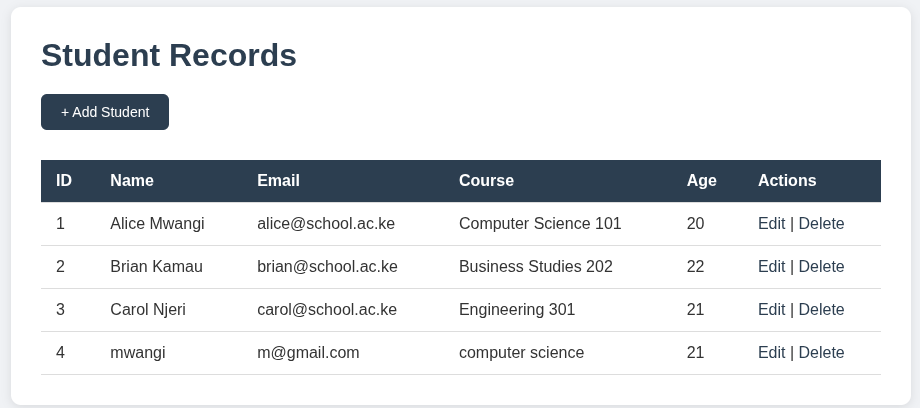 Student Records
+ Add Student
ID Name Email Course Age Actions
1 Alice Mwangi alice@school.ac.ke Computer Science 101 20 Edit | Delete
2 Brian Kamau brian@school.ac.ke Business Studies 202 22 Edit | Delete
3 Carol Njeri carol@school.ac.ke Engineering 301 21 Edit | Delete
4 mwangi m@gmail.com computer science 21 Edit | Delete